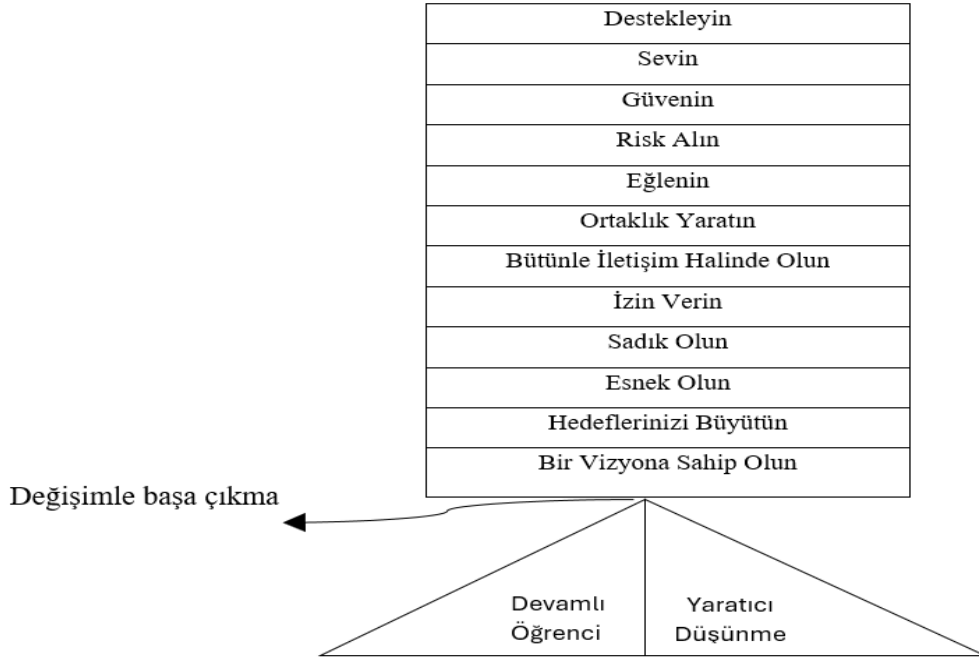 Destekleyin
Sevin
Güvenin
Risk Alın
Eğlenin
Ortaklık Yaratın
Bütünle İletişim Halinde Olun
İzin Verin
Sadık Olun
Esnek Olun
Hedeflerinizi Büyütün
Bir Vizyona Sahip Olun
Değişimle başa çıkma
Devamlı
Öğrenci
Yaratıcı
Düşünme